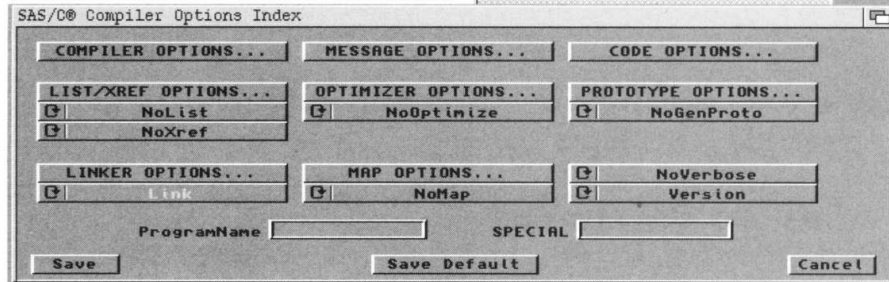 SAS/C® Compiler Options Index
COMPILER OPTIONS... MESSAGE OPTIONS... CODE OPTIONS...
LIST/XREF OPTIONS... OPTIMIZER OPTIONS... PROTOTYPE OPTIONS...
NoList NoOptimize NoGenProto
NoXref
LINKER OPTIONS... MAP OPTIONS... NoVerbose
Link NoMap Version
ProgramName SPECIAL
Save Save Default Cancel